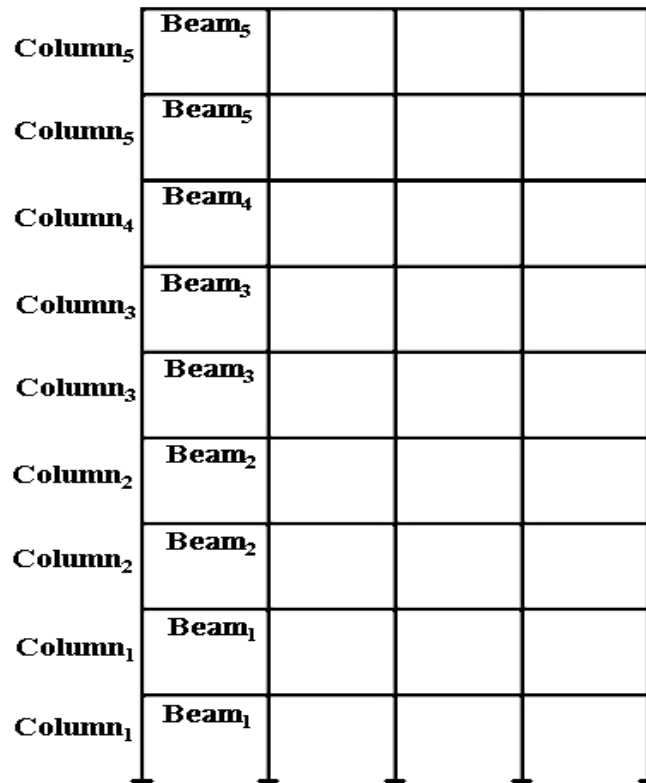 Beam₅
Column₅
Beam₅
Column₅
Beam₄
Column₄
Beam₃
Column₃
Beam₃
Column₃
Beam₂
Column₂
Beam₂
Column₂
Beam₁
Column₁
Beam₁
Column₁